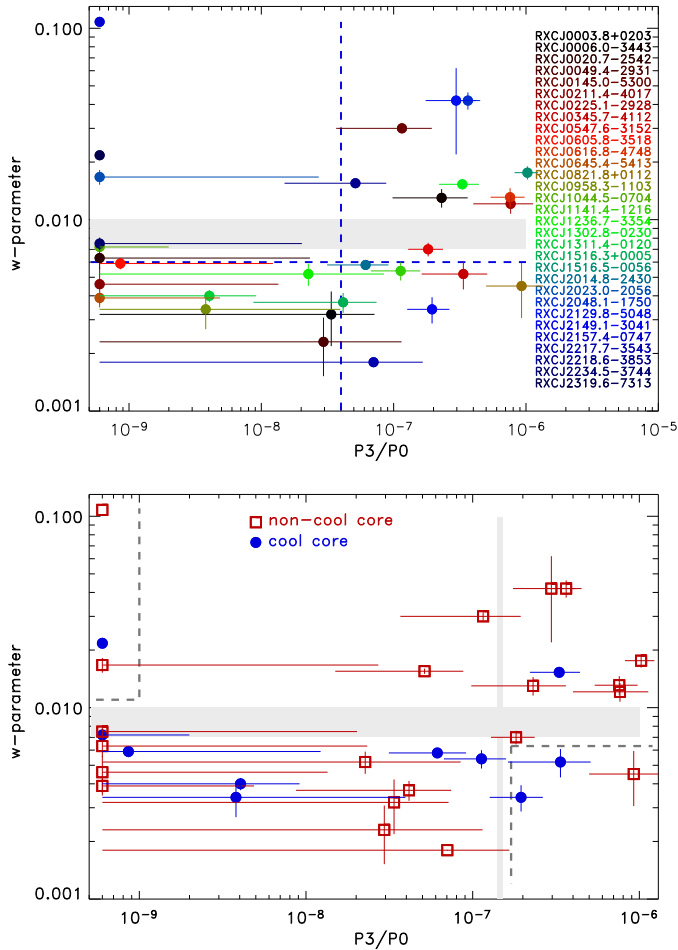 0.100
0.010
0.001
w-parameter
RXCJ0003.8+0203
RXCJ0006.0-3443
RXCJ0020.7-2542
RXCJ0049.4-2931
RXCJ0145.0-5300
RXCJ0211.4-4017
RXCJ0225.1-2928
RXCJ0345.7-4112
RXCJ0547.6-3152
RXCJ0605.8-3518
RXCJ0616.8-4748
RXCJ0645.4-5413
RXCJ0821.8+0112
RXCJ0958.3-1103
RXCJ1044.5-0704
RXCJ1141.4-1216
RXCJ1236.7-3354
RXCJ1302.8-0230
RXCJ1311.4-0120
RXCJ1516.3+0005
RXCJ1516.5-0056
RXCJ2014.8-2430
RXCJ2023.0-2056
RXCJ2048.1-1750
RXCJ2129.8-5048
RXCJ2149.1-3041
RXCJ2157.4-0747
RXCJ2217.7-3543
RXCJ2218.6-3853
RXCJ2234.5-3744
RXCJ2319.6-7313
10⁻⁹ 10⁻⁸ 10⁻⁷ 10⁻⁶ 10⁻⁵
P3/P0
0.100
0.010
0.001
w-parameter
non-cool core
cool core
10⁻⁹ 10⁻⁸ 10⁻⁷ 10⁻⁶
P3/P0